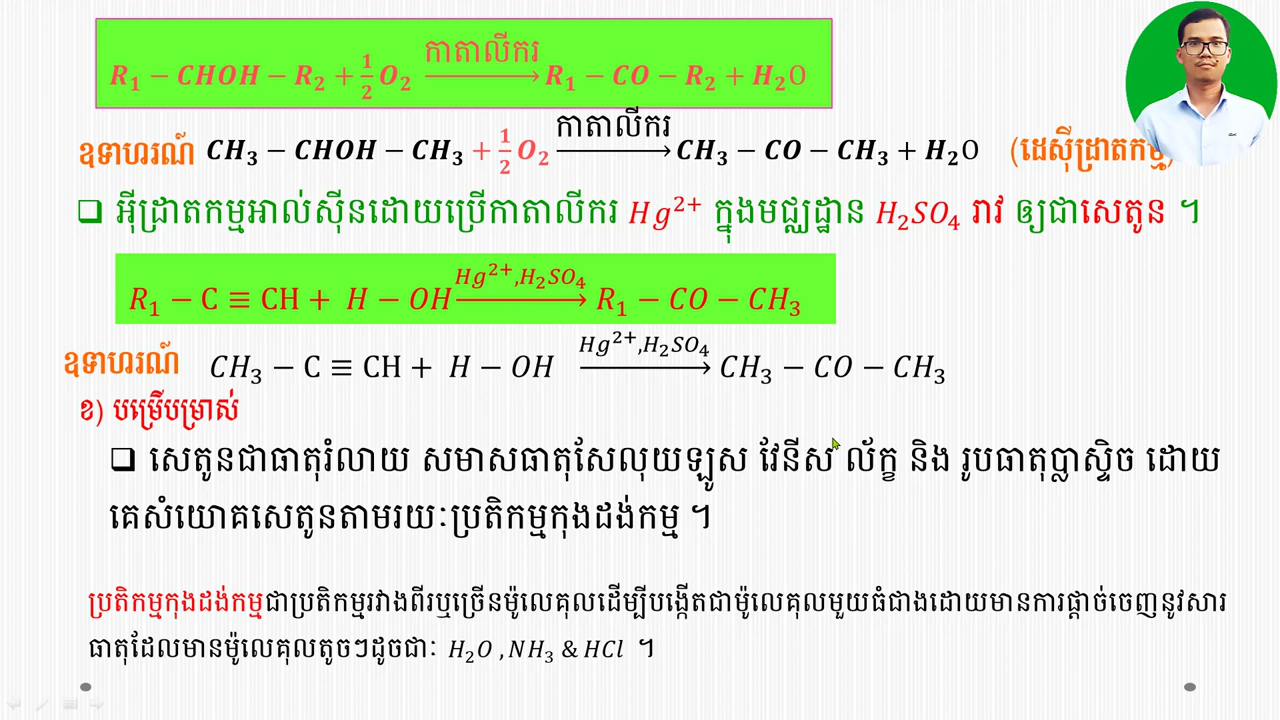 R₁ − CHOH − R₂ + ½ O₂ កាតាលីករ → R₁ − CO − R₂ + H₂O
ឧទាហរណ៍ CH₃ − CHOH − CH₃ + ½ O₂ កាតាលីករ → CH₃ − CO − CH₃ + H₂O (ដេស៊ីដ្រាតកម្ម)
❑ អ៊ីដ្រាតកម្មអាល់ស៊ីនដោយប្រើកាតាលីករ Hg²⁺ ក្នុងមជ្ឈដ្ឋាន H₂SO₄ រាវ ឲ្យជាសេតូន ។
R₁ − C ≡ CH + H − OH Hg²⁺,H₂SO₄ → R₁ − CO − CH₃
ឧទាហរណ៍ CH₃ − C ≡ CH + H − OH Hg²⁺,H₂SO₄ → CH₃ − CO − CH₃
ខ) បម្រើបម្រាស់
❑ សេតូនជាធាតុរំលាយ សមាសធាតុសែលុយឡូស វែនីស ល័ក្ខ និង រូបធាតុប្លាស្ទិច ដោយ
គេសំយោគសេតូនតាមរយៈប្រតិកម្មកុងដង់កម្ម ។
ប្រតិកម្មកុងដង់កម្មជាប្រតិកម្មរវាងពីរឬច្រើនម៉ូលេគុលដើម្បីបង្កើតជាម៉ូលេគុលមួយធំជាងដោយមានការផ្តាច់ចេញនូវសារ
ធាតុដែលមានម៉ូលេគុលតូចៗដូចជាៈ H₂O ,NH₃ & HCl ។